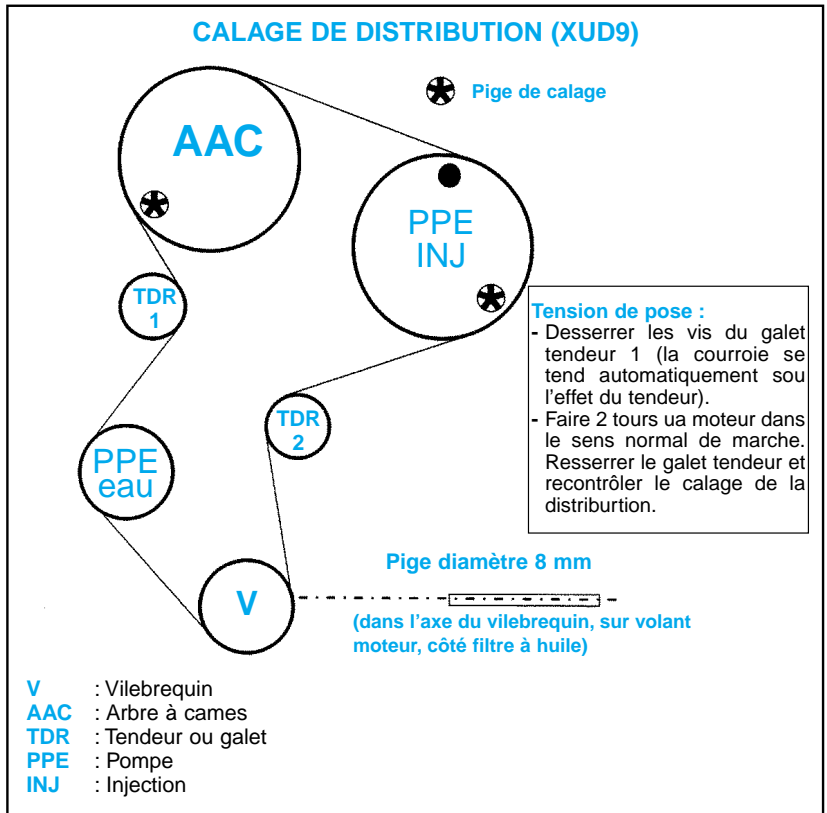 CALAGE DE DISTRIBUTION (XUD9)
Pige de calage
AAC
PPE
INJ
TDR
1
Tension de pose :
- Desserrer les vis du galet
tendeur 1 (la courroie se
tend automatiquement sou
l'effet du tendeur).
- Faire 2 tours ua moteur dans
le sens normal de marche.
Resserrer le galet tendeur et
recontrôler le calage de la
distriburtion.
TDR
2
PPE
eau
Pige diamètre 8 mm
V
(dans l'axe du vilebrequin, sur volant
moteur, côté filtre à huile)
V : Vilebrequin
AAC : Arbre à cames
TDR : Tendeur ou galet
PPE : Pompe
INJ : Injection